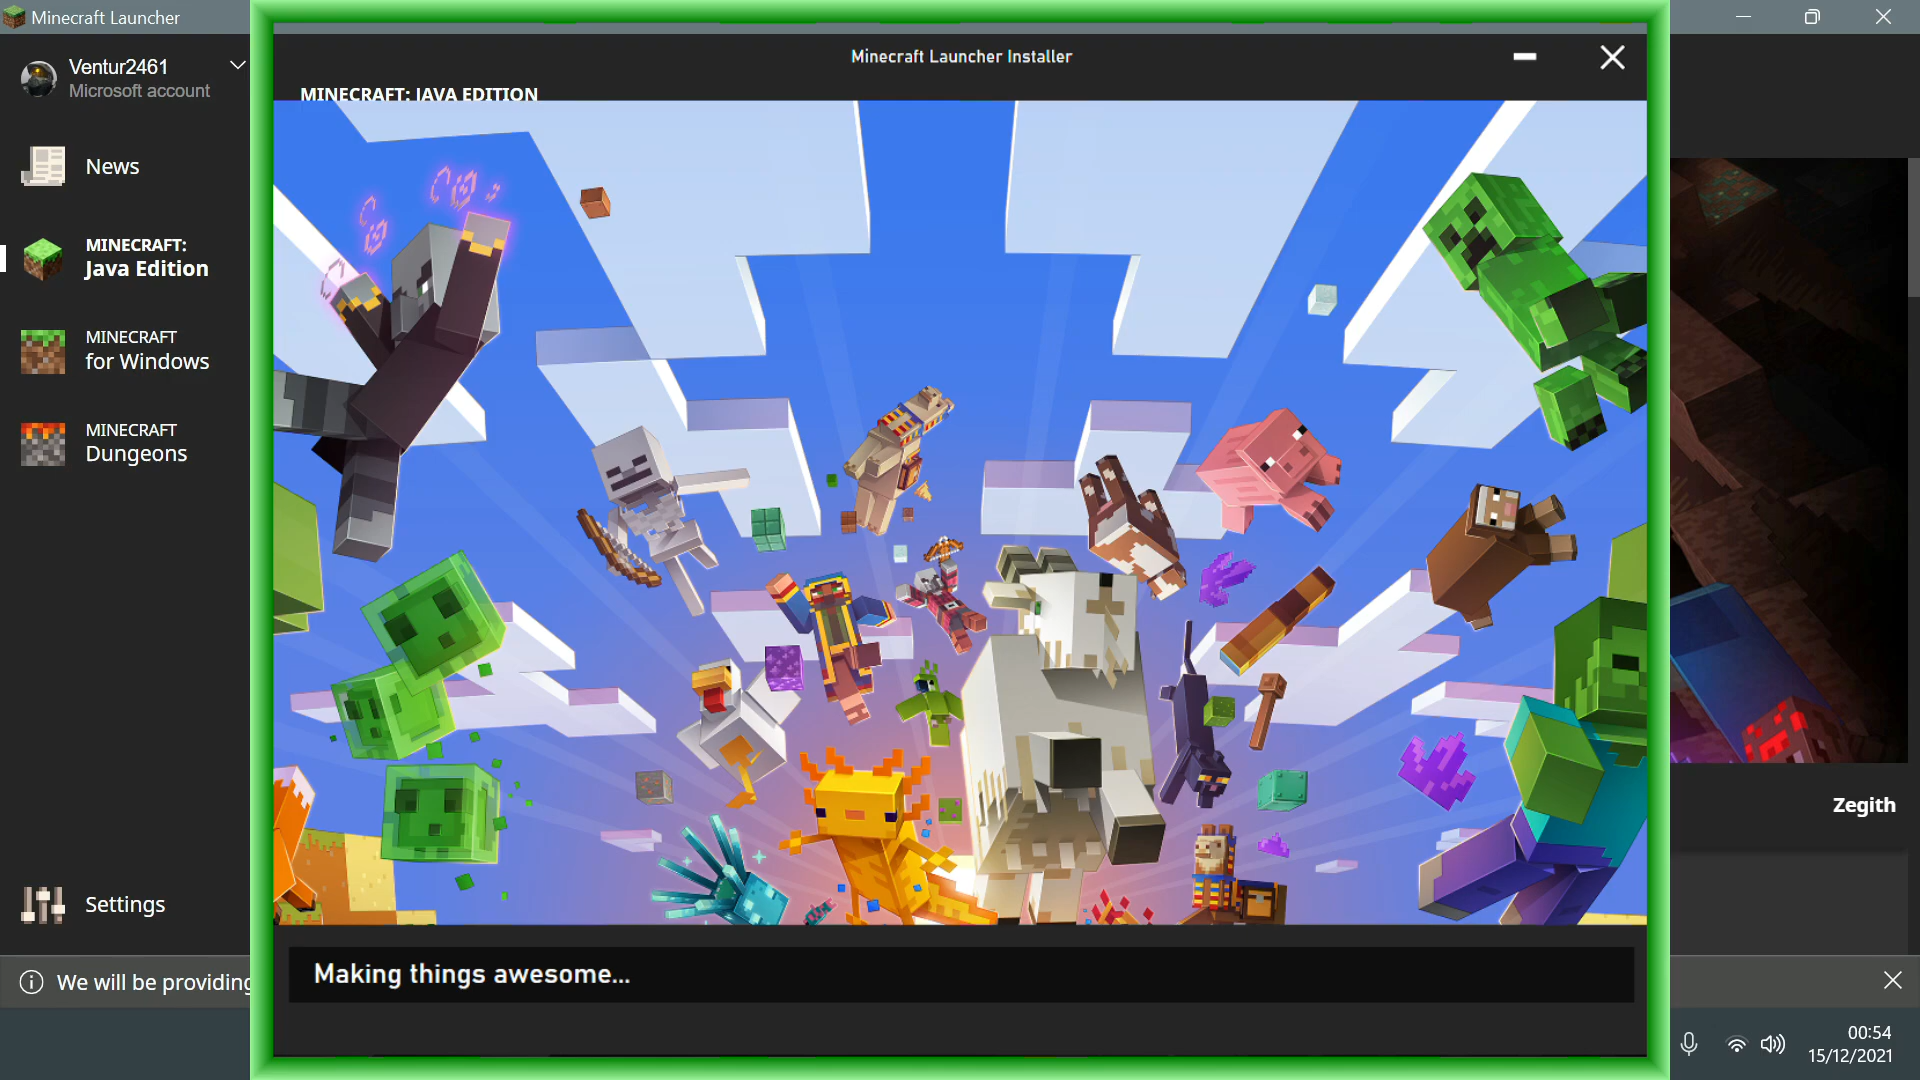 Minecraft Launcher
Ventur2461
Microsoft account
News
MINECRAFT:
Java Edition
MINECRAFT
for Windows
MINECRAFT
Dungeons
Settings
We will be providing
Minecraft Launcher Installer
MINECRAFT: JAVA EDITION
Making things awesome...
Zegith
00:54
15/12/2021